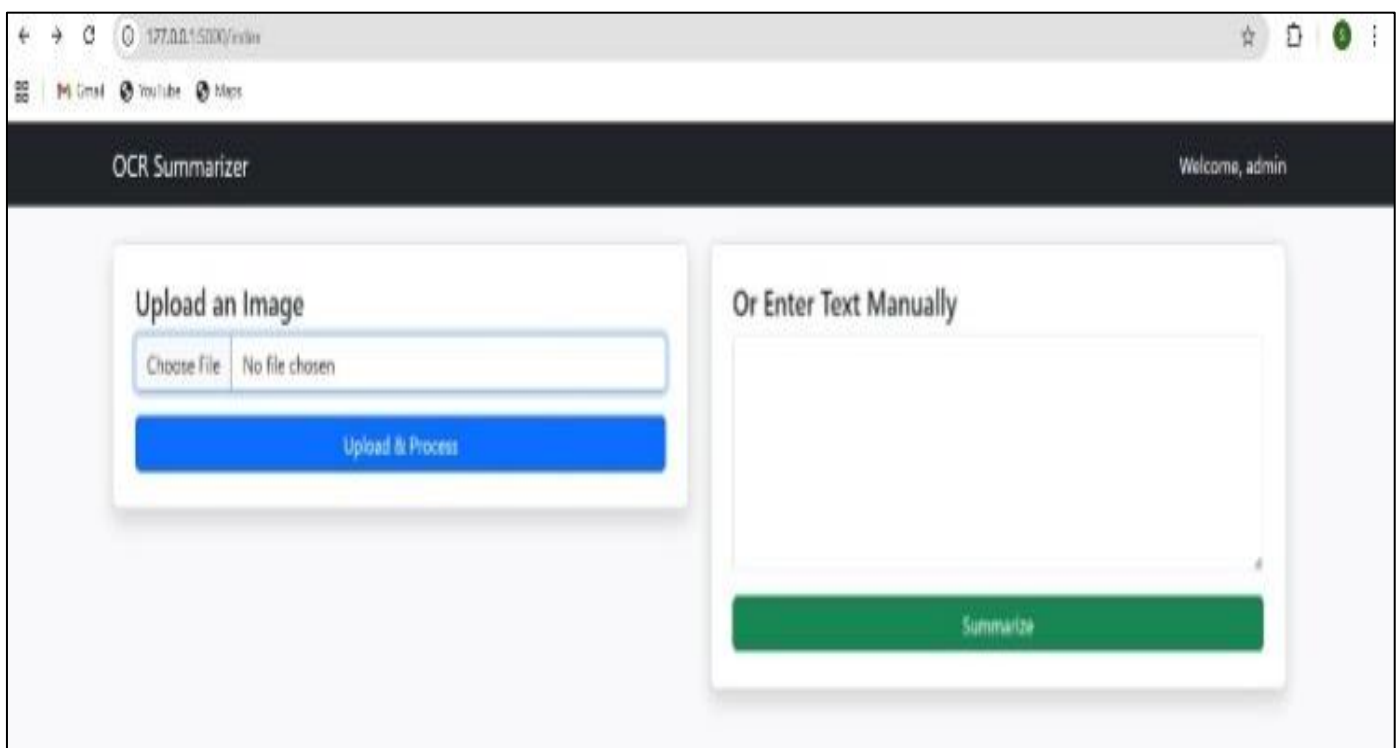 127.0.0.1:5000/index
Gmail YouTube Maps
OCR Summarizer
Welcome, admin
Upload an Image
Choose File No file chosen
Upload & Process
Or Enter Text Manually
Summarize